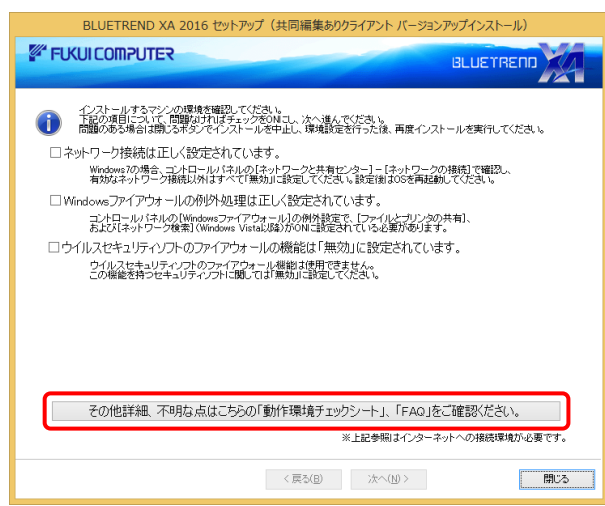 BLUETREND XA 2016 セットアップ（共同編集ありクライアント バージョンアップインストール）
FUKUI COMPUTER
BLUETREND XA
インストールするマシンの環境を確認してください。
下記の項目について、問題なければチェックをONにし、次へ進んでください。
問題のある場合は閉じるボタンでインストールを中止し、環境設定を行った後、再度インストールを実行してください。
ネットワーク接続は正しく設定されています。
Windows7の場合、コントロールパネルの[ネットワークと共有センター]－[ネットワークの接続]で確認し、
有効なネットワーク接続以外はすべて「無効」に設定してください。設定後はOSを再起動してください。
Windowsファイアウォールの例外処理は正しく設定されています。
コントロールパネルの[Windowsファイアウォール]の例外設定で、[ファイルとプリンタの共有]、
および[ネットワーク検索](Windows Vista以降)がONに設定されている必要があります。
ウイルスセキュリティソフトのファイアウォールの機能は「無効」に設定されています。
ウイルスセキュリティソフトのファイアウォール機能は使用できません。
この機能を持つセキュリティソフトに関しては「無効」に設定してください。
その他詳細、不明な点はこちらの「動作環境チェックシート」、「FAQ」をご確認ください。
※上記参照はインターネットへの接続環境が必要です。
< 戻る(B)
次へ(N) >
閉じる